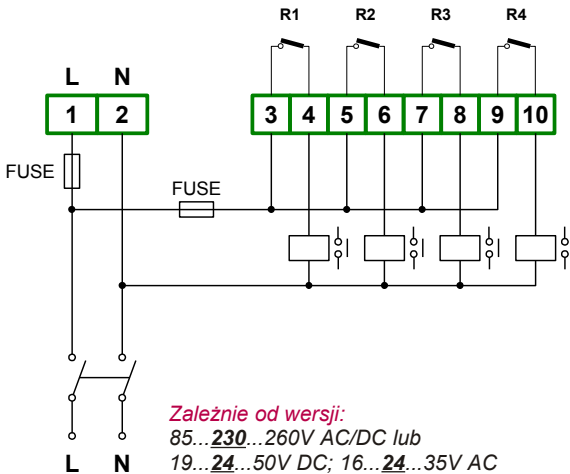 R1 R2 R3 R4
L N
1 2 3 4 5 6 7 8 9 10
FUSE
FUSE
Zależnie od wersji:
85...230...260V AC/DC lub
L N 19...24...50V DC; 16...24...35V AC